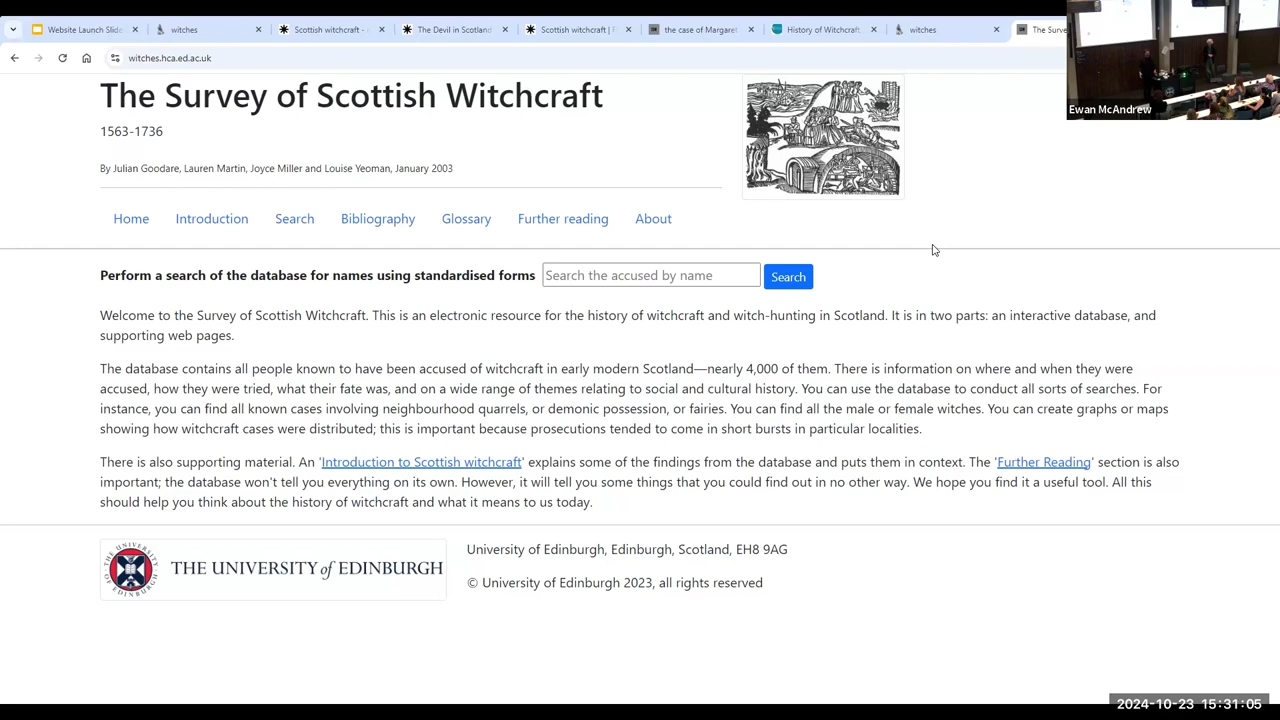 Website Launch Slide
witches
Scottish witchcraft -
The Devil in Scotland
Scottish witchcraft |
the case of Margaret
History of Witchcraft,
witches
The Surve
witches.hca.ed.ac.uk
Ewan McAndrew
The Survey of Scottish Witchcraft
1563-1736
By Julian Goodare, Lauren Martin, Joyce Miller and Louise Yeoman, January 2003
Home Introduction Search Bibliography Glossary Further reading About
Perform a search of the database for names using standardised forms Search the accused by name Search
Welcome to the Survey of Scottish Witchcraft. This is an electronic resource for the history of witchcraft and witch-hunting in Scotland. It is in two parts: an interactive database, and
supporting web pages.
The database contains all people known to have been accused of witchcraft in early modern Scotland—nearly 4,000 of them. There is information on where and when they were
accused, how they were tried, what their fate was, and on a wide range of themes relating to social and cultural history. You can use the database to conduct all sorts of searches. For
instance, you can find all known cases involving neighbourhood quarrels, or demonic possession, or fairies. You can find all the male or female witches. You can create graphs or maps
showing how witchcraft cases were distributed; this is important because prosecutions tended to come in short bursts in particular localities.
There is also supporting material. An 'Introduction to Scottish witchcraft' explains some of the findings from the database and puts them in context. The 'Further Reading' section is also
important; the database won't tell you everything on its own. However, it will tell you some things that you could find out in no other way. We hope you find it a useful tool. All this
should help you think about the history of witchcraft and what it means to us today.
THE UNIVERSITY of EDINBURGH
University of Edinburgh, Edinburgh, Scotland, EH8 9AG
© University of Edinburgh 2023, all rights reserved
2024-10-23 15:31:05